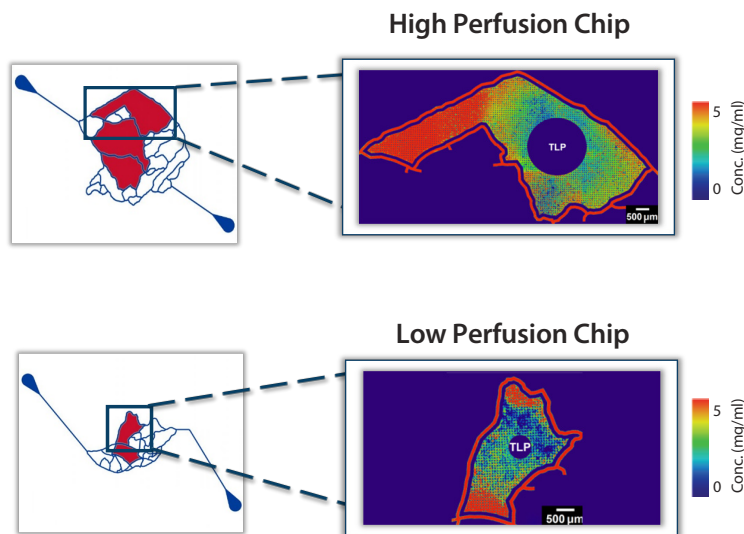 High Perfusion Chip
TLP
500 µm
5
0
Conc. (mg/ml)
Low Perfusion Chip
TLP
500 µm
5
0
Conc. (mg/ml)